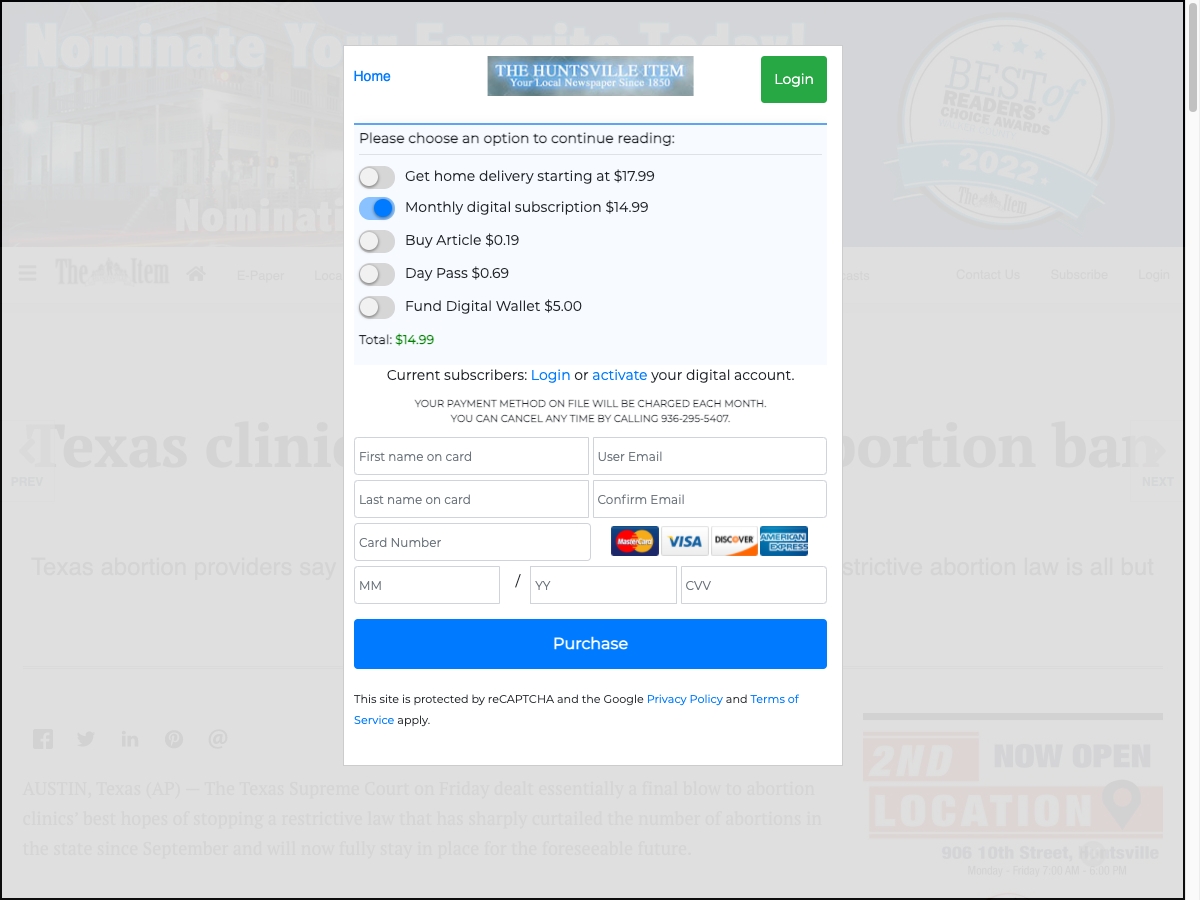 Nominate Your Favorite Today!
BEST of
READERS'
CHOICE AWARDS
2022
The Item
Nominati
Home
THE HUNTSVILLE ITEM
Your Local Newspaper Since 1850
Login
Please choose an option to continue reading:
Get home delivery starting at $17.99
Monthly digital subscription $14.99
Buy Article $0.19
Day Pass $0.69
Fund Digital Wallet $5.00
Total: $14.99
Current subscribers: Login or activate your digital account.
YOUR PAYMENT METHOD ON FILE WILL BE CHARGED EACH MONTH.
YOU CAN CANCEL ANY TIME BY CALLING 936-295-5407.
First name on card
User Email
Last name on card
Confirm Email
Card Number
MasterCard
VISA
DISCOVER
AMERICAN EXPRESS
MM
/
YY
CVV
Purchase
This site is protected by reCAPTCHA and the Google Privacy Policy and Terms of
Service apply.
The Item
E-Paper
Loca
casts
Contact Us
Subscribe
Login
Texas clinic
ortion ban
PREV
NEXT
Texas abortion providers say
strictive abortion law is all but
AUSTIN, Texas (AP) — The Texas Supreme Court on Friday dealt essentially a final blow to abortion
clinics' best hopes of stopping a restrictive law that has sharply curtailed the number of abortions in
the state since September and will now fully stay in place for the foreseeable future.
2ND
NOW OPEN
LOCATION
906 10th Street, Huntsville
Monday - Friday 7:00 AM - 6:00 PM